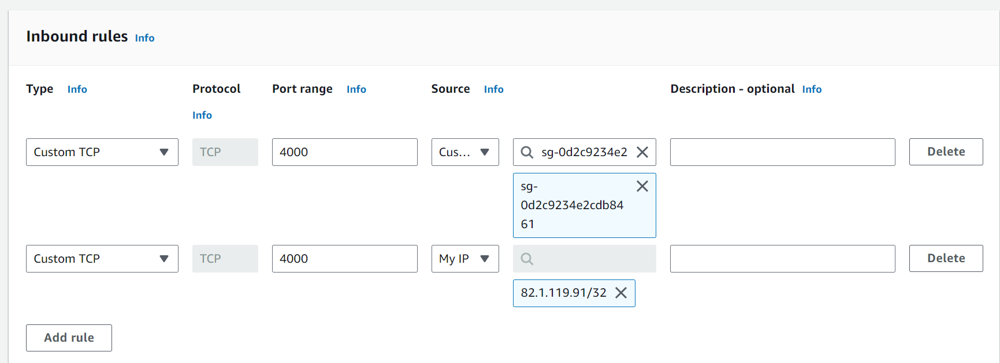 Inbound rules Info
Type Info Protocol Info Port range Info Source Info Description - optional Info
Custom TCP TCP 4000 Cus... sg-0d2c9234e2 Delete
sg-
0d2c9234e2cdb84
61
Custom TCP TCP 4000 My IP Delete
82.1.119.91/32
Add rule